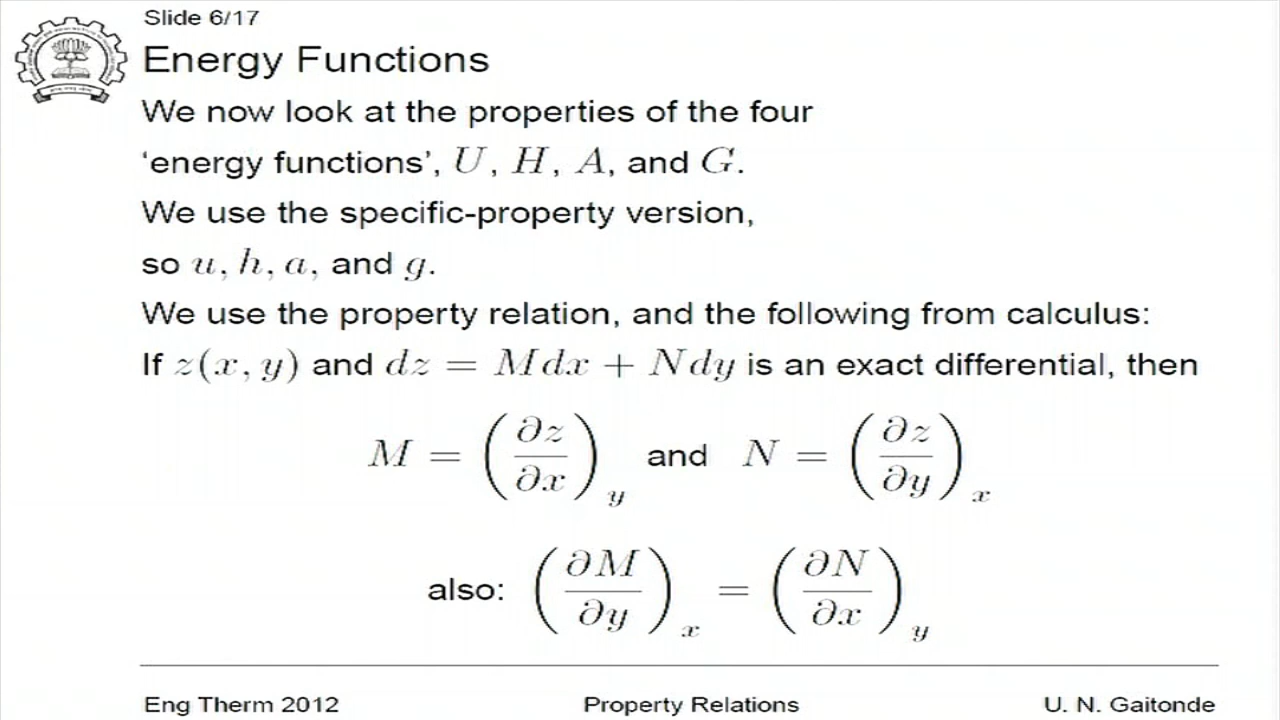 Slide 6/17
Energy Functions
We now look at the properties of the four
‘energy functions’, U, H, A, and G.
We use the specific-property version,
so u, h, a, and g.
We use the property relation, and the following from calculus:
If z(x, y) and dz = Mdx + Ndy is an exact differential, then
M = (∂z/∂x)_y and N = (∂z/∂y)_x
also: (∂M/∂y)_x = (∂N/∂x)_y
Eng Therm 2012 Property Relations U. N. Gaitonde